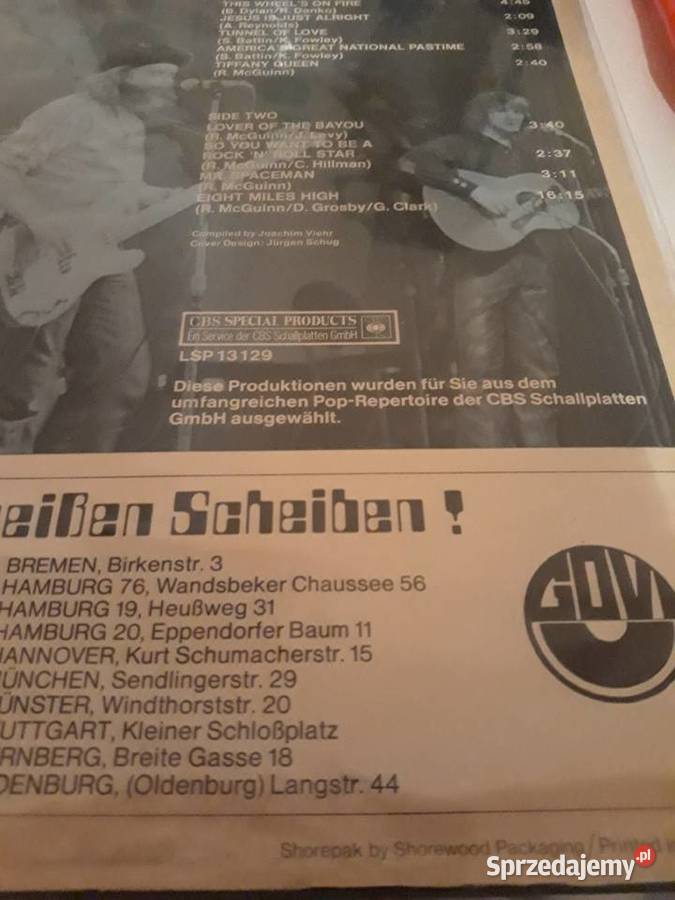 THIS WHEEL'S ON FIRE 4:45
(B. Dylan/R. Danko)
JESUS IS JUST ALRIGHT 2:09
(A. Reynolds)
TUNNEL OF LOVE 3:29
(S. Battin/K. Fowley)
AMERICA'S GREAT NATIONAL PASTIME 2:58
(S. Battin/K. Fowley)
TIFFANY QUEEN 2:40
(R. McGuinn)
SIDE TWO
LOVER OF THE BAYOU 3:40
(R. McGuinn/J. Levy)
SO YOU WANT TO BE A
ROCK 'N' ROLL STAR 2:37
(R. McGuinn/C. Hillman)
MR. SPACEMAN 3:11
(R. McGuinn)
EIGHT MILES HIGH 16:15
(R. McGuinn/D. Grosby/G. Clark)
Compiled by Joachim Viehr
Cover Design: Jürgen Schug
CBS SPECIAL PRODUCTS
Ein Service der CBS Schallplatten GmbH
LSP 13129
Diese Produktionen wurden für Sie aus dem
umfangreichen Pop-Repertoire der CBS Schallplatten
GmbH ausgewählt.
eißen Scheiben !
BREMEN, Birkenstr. 3
HAMBURG 76, Wandsbeker Chaussee 56
HAMBURG 19, Heußweg 31
HAMBURG 20, Eppendorfer Baum 11
HANNOVER, Kurt Schumacherstr. 15
MÜNCHEN, Sendlingerstr. 29
ÜNSTER, Windthorststr. 20
UTTGART, Kleiner Schloßplatz
RNBERG, Breite Gasse 18
DENBURG, (Oldenburg) Langstr. 44
GOVI
Shorepak by Shorewood Packaging / Printed in
Sprzedajemy.pl